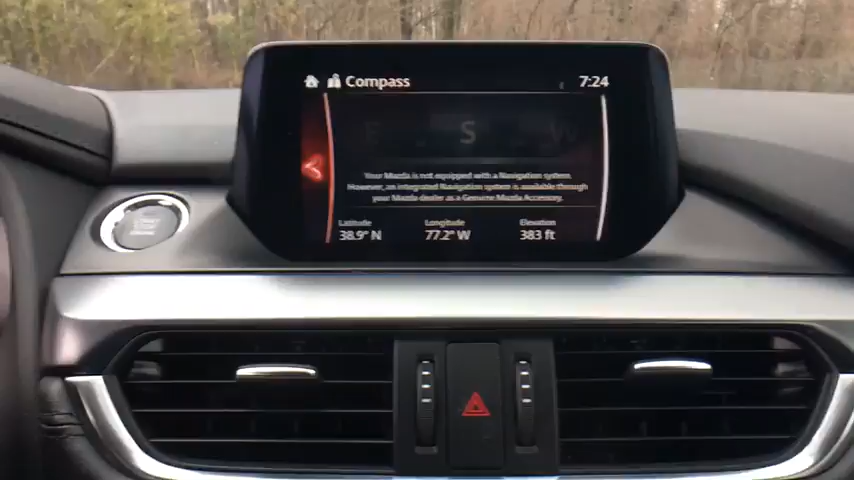 Compass
7:24
E S W
Your Mazda is not equipped with a Navigation system.
However, an integrated Navigation system is available through
your Mazda dealer as a Genuine Mazda Accessory.
Latitude Longitude Elevation
38.9° N 77.2° W 383 ft